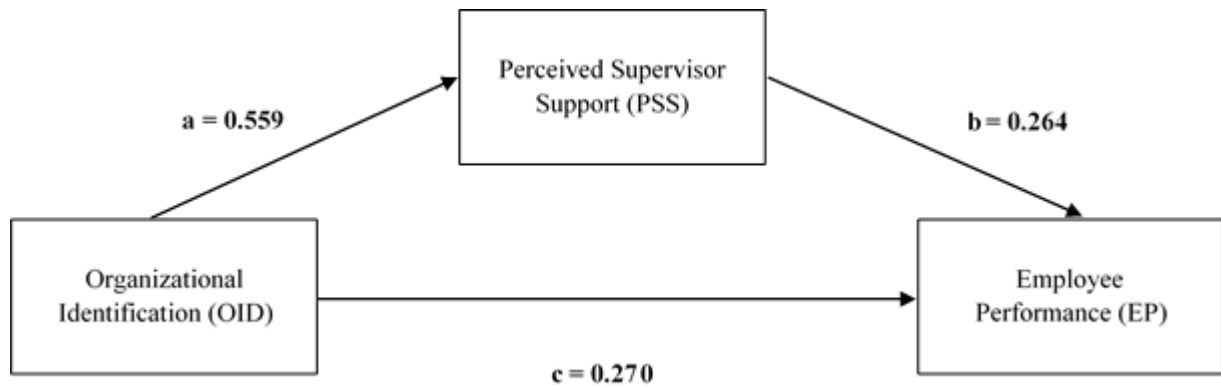 Perceived Supervisor
Support (PSS)
a = 0.559
b = 0.264
Organizational
Identification (OID)
Employee
Performance (EP)
c = 0.270